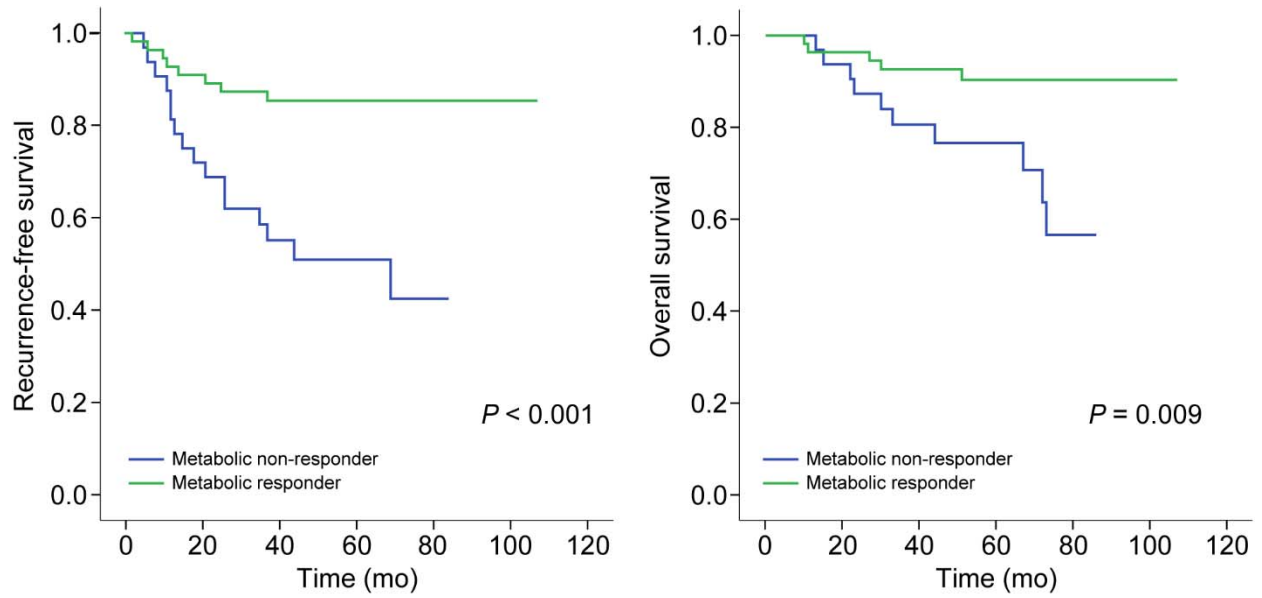 Recurrence-free survival
1.0
0.8
0.6
0.4
0.2
0.0
P < 0.001
Metabolic non-responder
Metabolic responder
0 20 40 60 80 100 120
Time (mo)
Overall survival
1.0
0.8
0.6
0.4
0.2
0.0
P = 0.009
Metabolic non-responder
Metabolic responder
0 20 40 60 80 100 120
Time (mo)